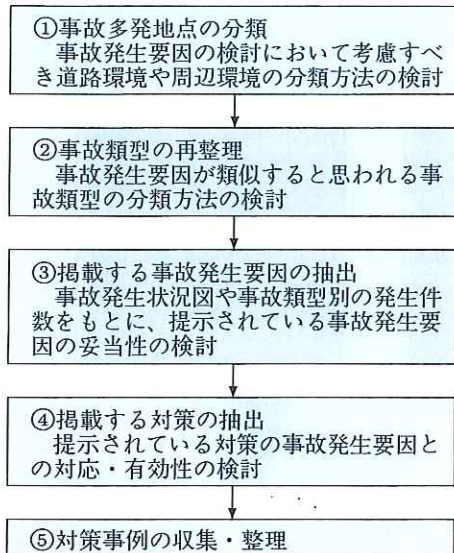 ①事故多発地点の分類
事故発生要因の検討において考慮すべ
き道路環境や周辺環境の分類方法の検討
②事故類型の再整理
事故発生要因が類似すると思われる事
故類型の分類方法の検討
③掲載する事故発生要因の抽出
事故発生状況図や事故類型別の発生件
数をもとに、提示されている事故発生要
因の妥当性の検討
④掲載する対策の抽出
提示されている対策の事故発生要因と
の対応・有効性の検討
⑤対策事例の収集・整理